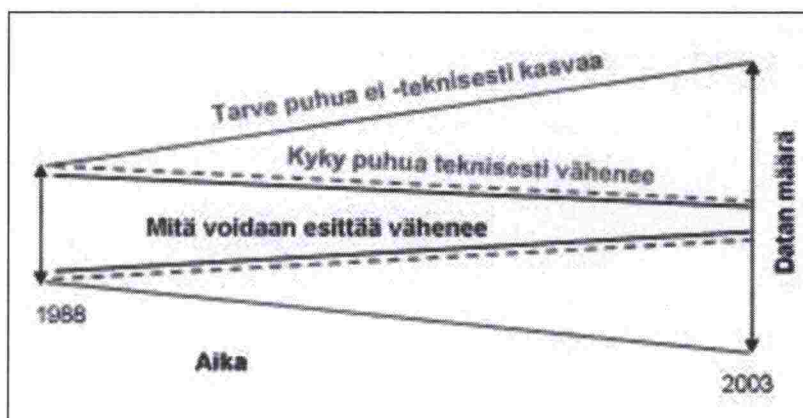 Tarve puhua ei -teknisesti kasvaa
Kyky puhua teknisesti vähenee
Mitä voidaan esittää vähenee
Datan määrä
1988
Aika
2003